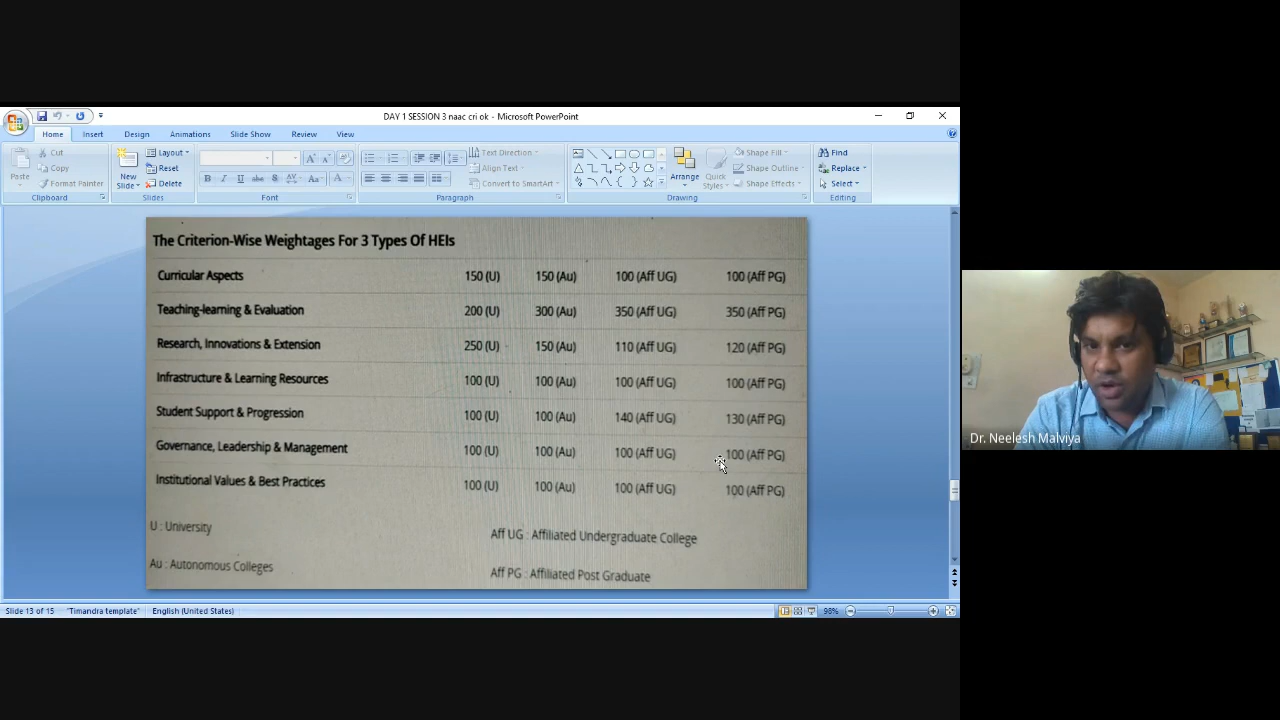 DAY 1 SESSION 3 naac cri ok - Microsoft PowerPoint
Home Insert Design Animations Slide Show Review View
Paste Cut Copy Format Painter Clipboard
New Slide Layout Reset Delete Slides
B I U abc S AV Aa A Font
Text Direction Align Text Convert to SmartArt Paragraph
Arrange Quick Styles Shape Fill Shape Outline Shape Effects Drawing
Find Replace Select Editing
The Criterion-Wise Weightages For 3 Types Of HEIs
Curricular Aspects 150 (U) 150 (Au) 100 (Aff UG) 100 (Aff PG)
Teaching-learning & Evaluation 200 (U) 300 (Au) 350 (Aff UG) 350 (Aff PG)
Research, Innovations & Extension 250 (U) 150 (Au) 110 (Aff UG) 120 (Aff PG)
Infrastructure & Learning Resources 100 (U) 100 (Au) 100 (Aff UG) 100 (Aff PG)
Student Support & Progression 100 (U) 100 (Au) 140 (Aff UG) 130 (Aff PG)
Governance, Leadership & Management 100 (U) 100 (Au) 100 (Aff UG) 100 (Aff PG)
Institutional Values & Best Practices 100 (U) 100 (Au) 100 (Aff UG) 100 (Aff PG)
U : University
Aff UG : Affiliated Undergraduate College
Au : Autonomous Colleges
Aff PG : Affiliated Post Graduate
Slide 13 of 15 "Timandra template" English (United States) 98%
Dr. Neelesh Malviya